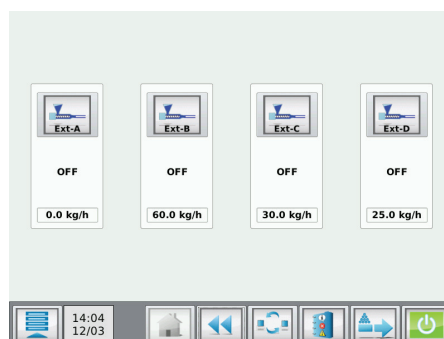 Ext-A Ext-B Ext-C Ext-D
OFF OFF OFF OFF
0.0 kg/h 60.0 kg/h 30.0 kg/h 25.0 kg/h
14:04
12/03